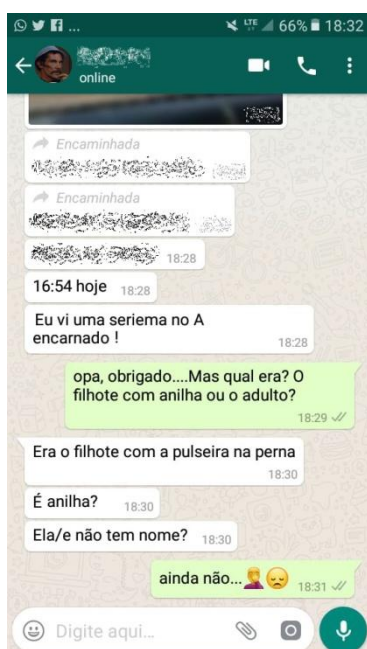 ... LTE 66% 18:32
online
Encaminhada
Encaminhada
18:28
16:54 hoje 18:28
Eu vi uma seriema no A
encarnado ! 18:28
opa, obrigado....Mas qual era? O
filhote com anilha ou o adulto?
18:29
Era o filhote com a pulseira na perna
18:30
É anilha? 18:30
Ela/e não tem nome? 18:30
ainda não...🤦😞 18:31
Digite aqui...